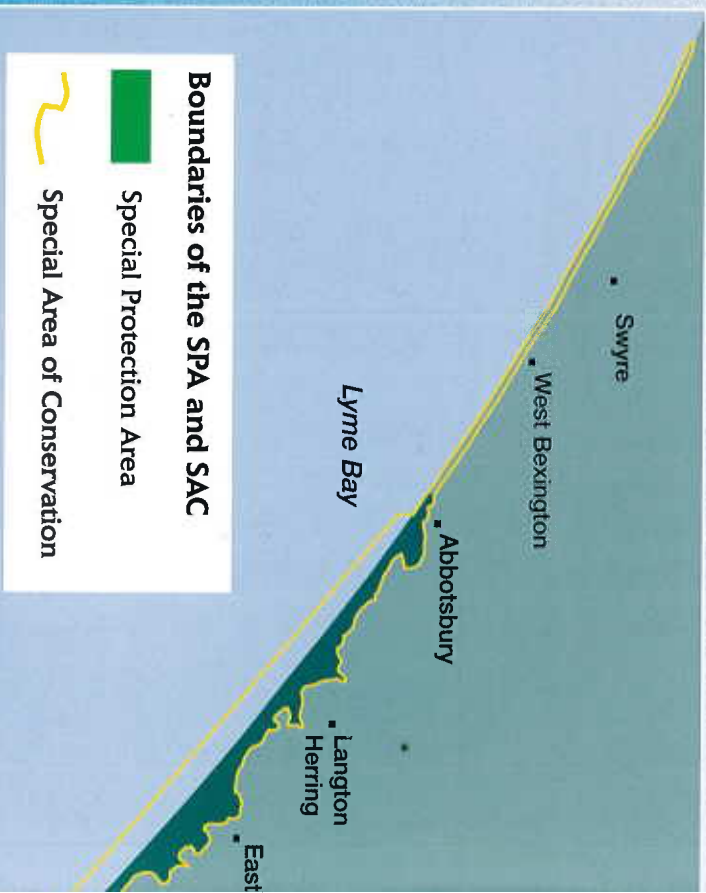 Swyre
West Bexington
Abbotsbury
Langton
Herring
East
Lyme Bay
Boundaries of the SPA and SAC
Special Protection Area
Special Area of Conservation